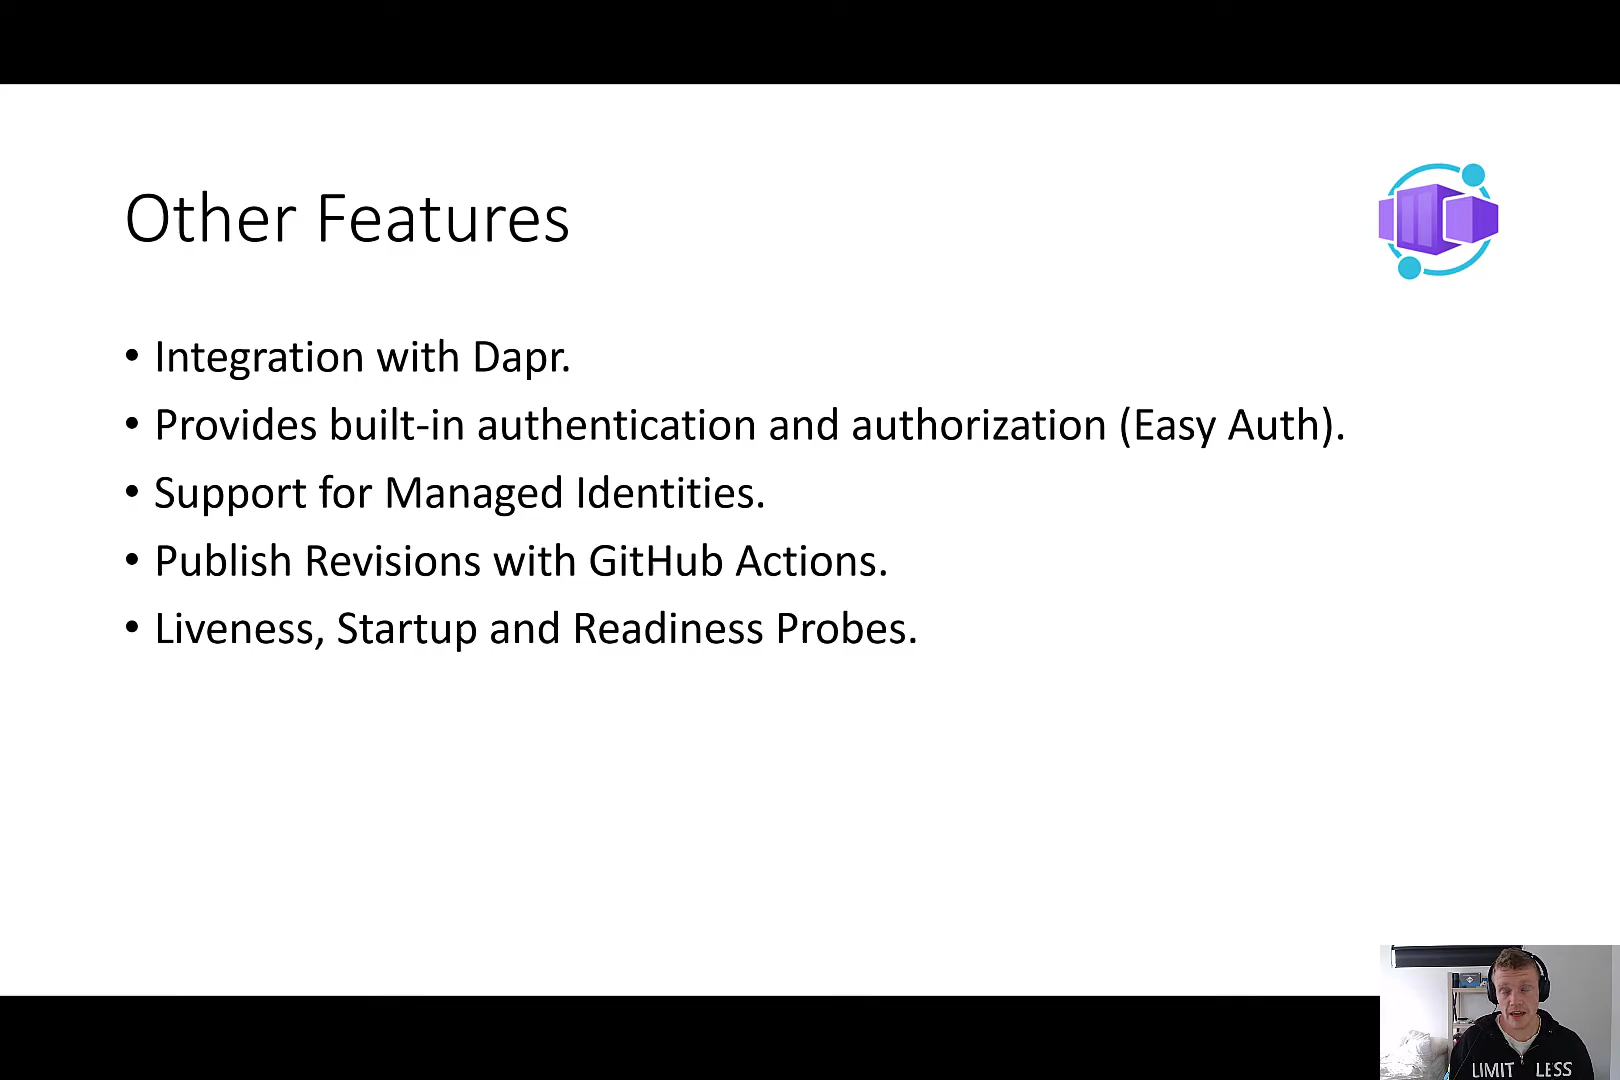 Other Features
• Integration with Dapr.
• Provides built-in authentication and authorization (Easy Auth).
• Support for Managed Identities.
• Publish Revisions with GitHub Actions.
• Liveness, Startup and Readiness Probes.
LIMIT LESS